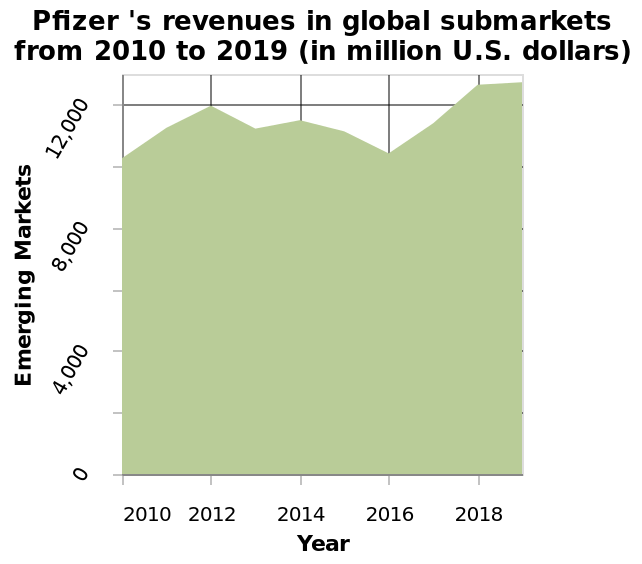 Pfizer 's revenues in global submarkets
from 2010 to 2019 (in million U.S. dollars)
Emerging Markets
12,000
8,000
4,000
0
2010 2012 2014 2016 2018
Year